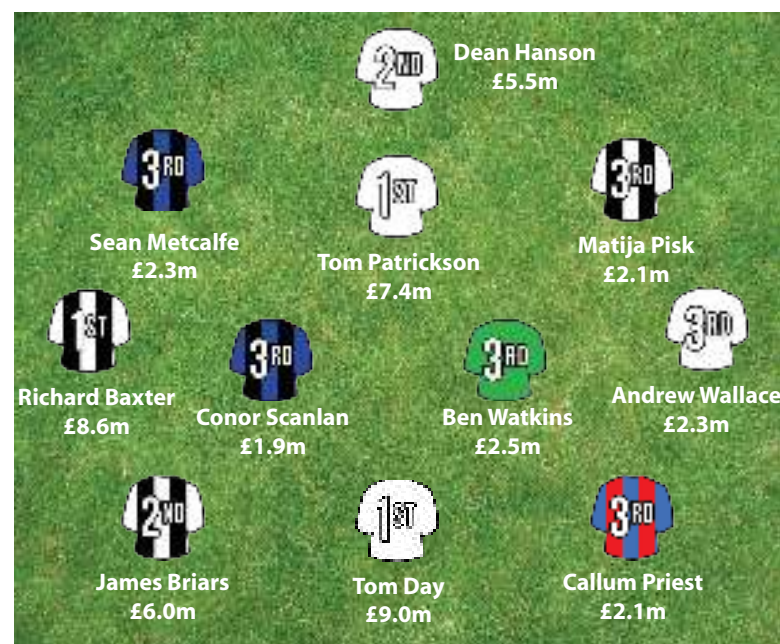 2ND
Dean Hanson
£5.5m
3RD
Sean Metcalfe
£2.3m
1ST
Tom Patrickson
£7.4m
3RD
Matija Pisk
£2.1m
1ST
Richard Baxter
£8.6m
3RD
Conor Scanlan
£1.9m
3RD
Ben Watkins
£2.5m
3RD
Andrew Wallace
£2.3m
2ND
James Briars
£6.0m
1ST
Tom Day
£9.0m
3RD
Callum Priest
£2.1m